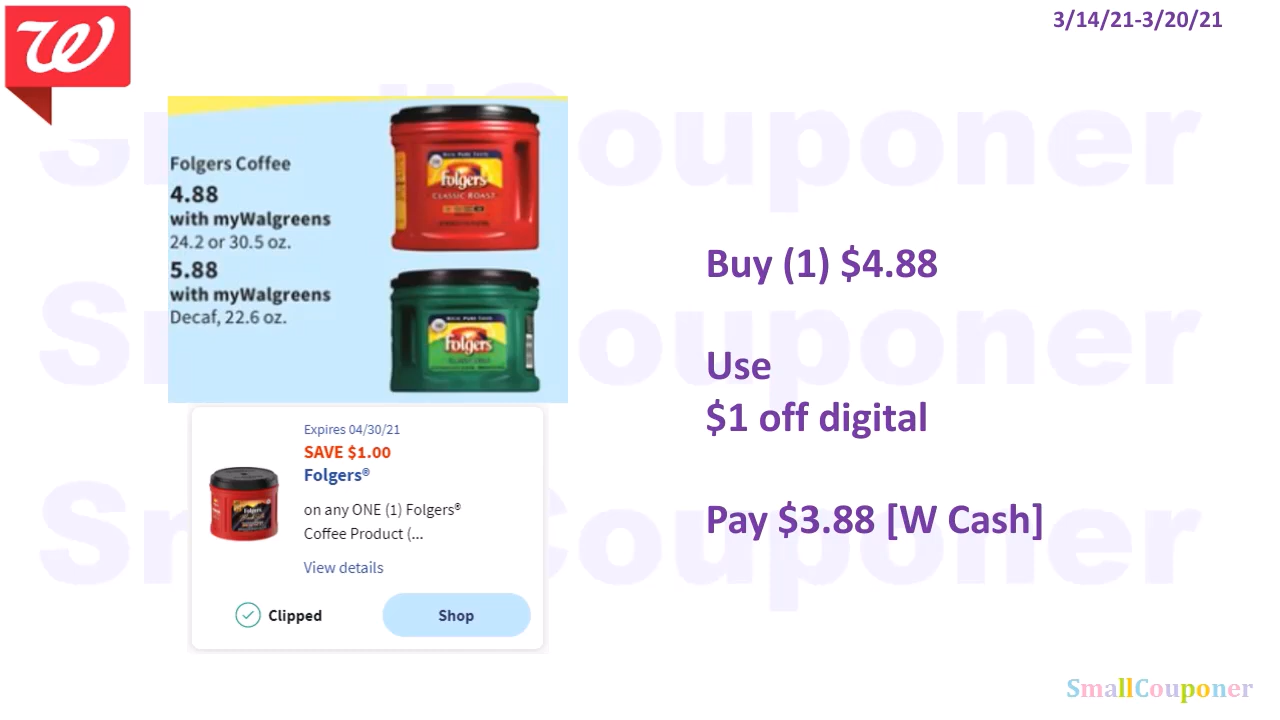 3/14/21-3/20/21
Folgers Coffee
4.88
with myWalgreens
24.2 or 30.5 oz.
5.88
with myWalgreens
Decaf, 22.6 oz.
Folgers
CLASSIC ROAST
Folgers
Expires 04/30/21
SAVE $1.00
Folgers®
on any ONE (1) Folgers®
Coffee Product (...
View details
Clipped
Shop
Buy (1) $4.88
Use
$1 off digital
Pay $3.88 [W Cash]
SmallCouponer